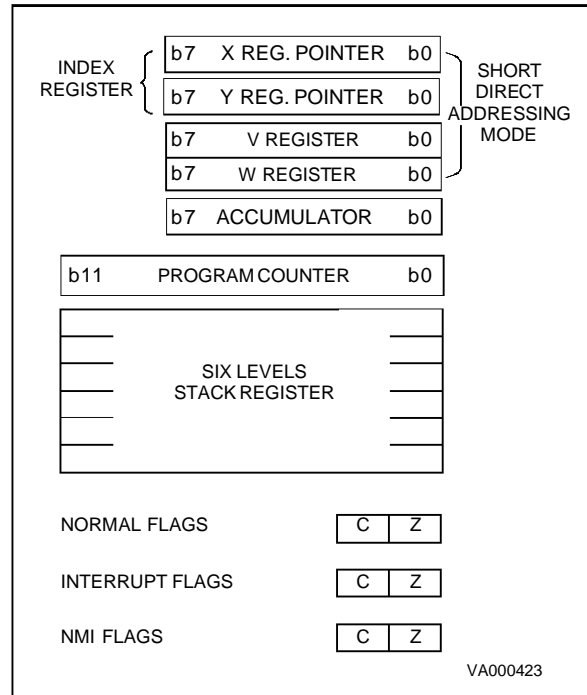 INDEX
REGISTER
b7 X REG. POINTER b0
b7 Y REG. POINTER b0
b7 V REGISTER b0
b7 W REGISTER b0
SHORT
DIRECT
ADDRESSING
MODE
b7 ACCUMULATOR b0
b11 PROGRAM COUNTER b0
SIX LEVELS
STACK REGISTER
NORMAL FLAGS C Z
INTERRUPT FLAGS C Z
NMI FLAGS C Z
VA000423